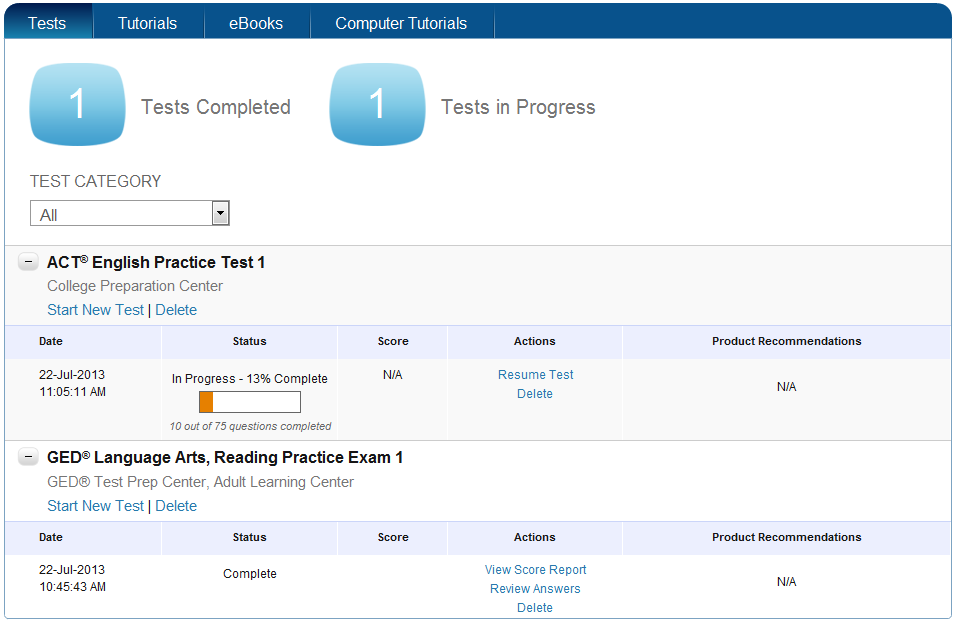 Tests Tutorials eBooks Computer Tutorials
1 Tests Completed 1 Tests in Progress
TEST CATEGORY
All
ACT® English Practice Test 1
College Preparation Center
Start New Test | Delete
Date Status Score Actions Product Recommendations
22-Jul-2013
11:05:11 AM
In Progress - 13% Complete
10 out of 75 questions completed
N/A
Resume Test
Delete
N/A
GED® Language Arts, Reading Practice Exam 1
GED® Test Prep Center, Adult Learning Center
Start New Test | Delete
Date Status Score Actions Product Recommendations
22-Jul-2013
10:45:43 AM
Complete
View Score Report
Review Answers
Delete
N/A